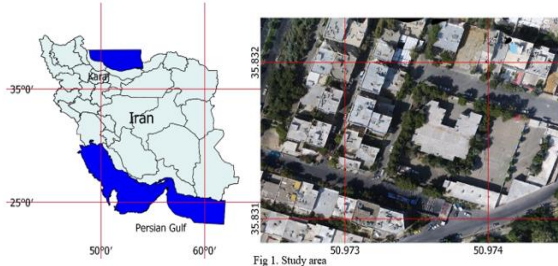 Karaj
35°0'
Iran
25°0'
Persian Gulf
50°0'
60°0'
35.832
35.831
50.973
50.974
Fig 1. Study area